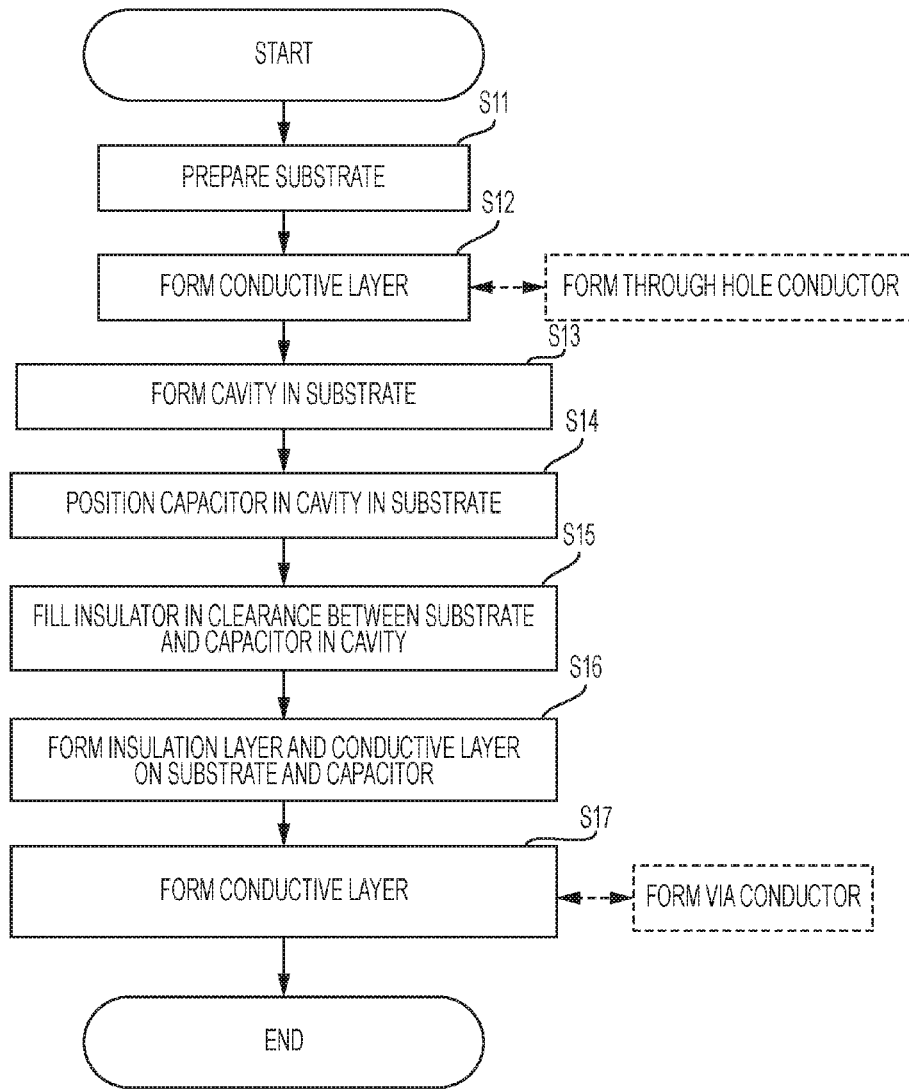 START
S11
PREPARE SUBSTRATE
S12
FORM CONDUCTIVE LAYER
FORM THROUGH HOLE CONDUCTOR
S13
FORM CAVITY IN SUBSTRATE
S14
POSITION CAPACITOR IN CAVITY IN SUBSTRATE
S15
FILL INSULATOR IN CLEARANCE BETWEEN SUBSTRATE
AND CAPACITOR IN CAVITY
S16
FORM INSULATION LAYER AND CONDUCTIVE LAYER
ON SUBSTRATE AND CAPACITOR
S17
FORM CONDUCTIVE LAYER
FORM VIA CONDUCTOR
END